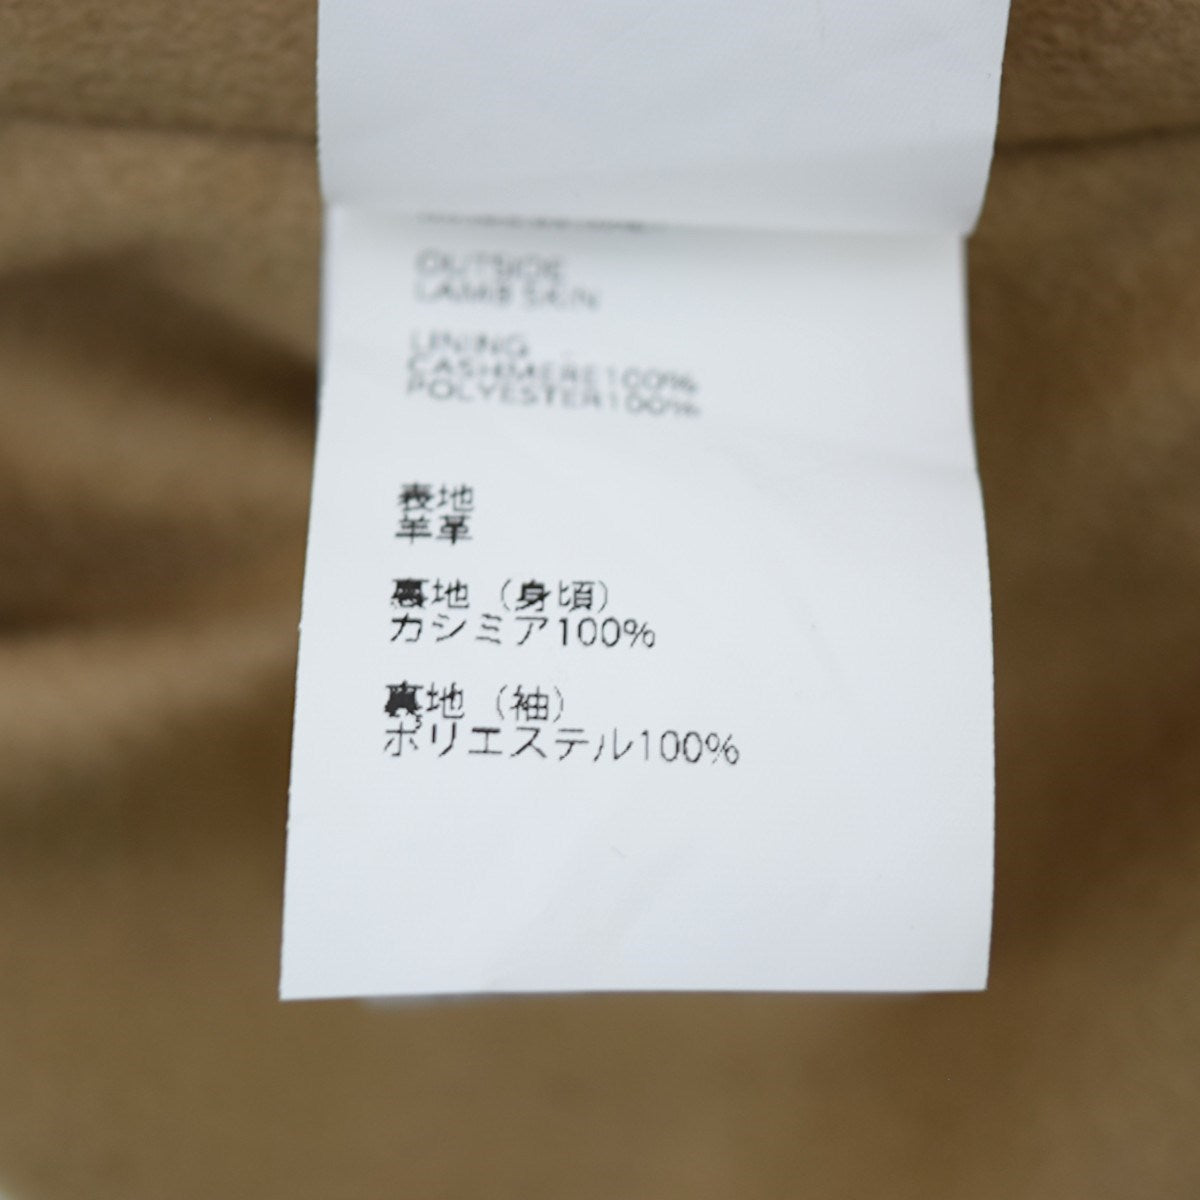 OUTSIDE
LAMB SKIN
LINING
CASHMERE100%
POLYESTER100%
表地
羊革
裏地（身頃）
カシミア100%
裏地（袖）
ポリエステル100%